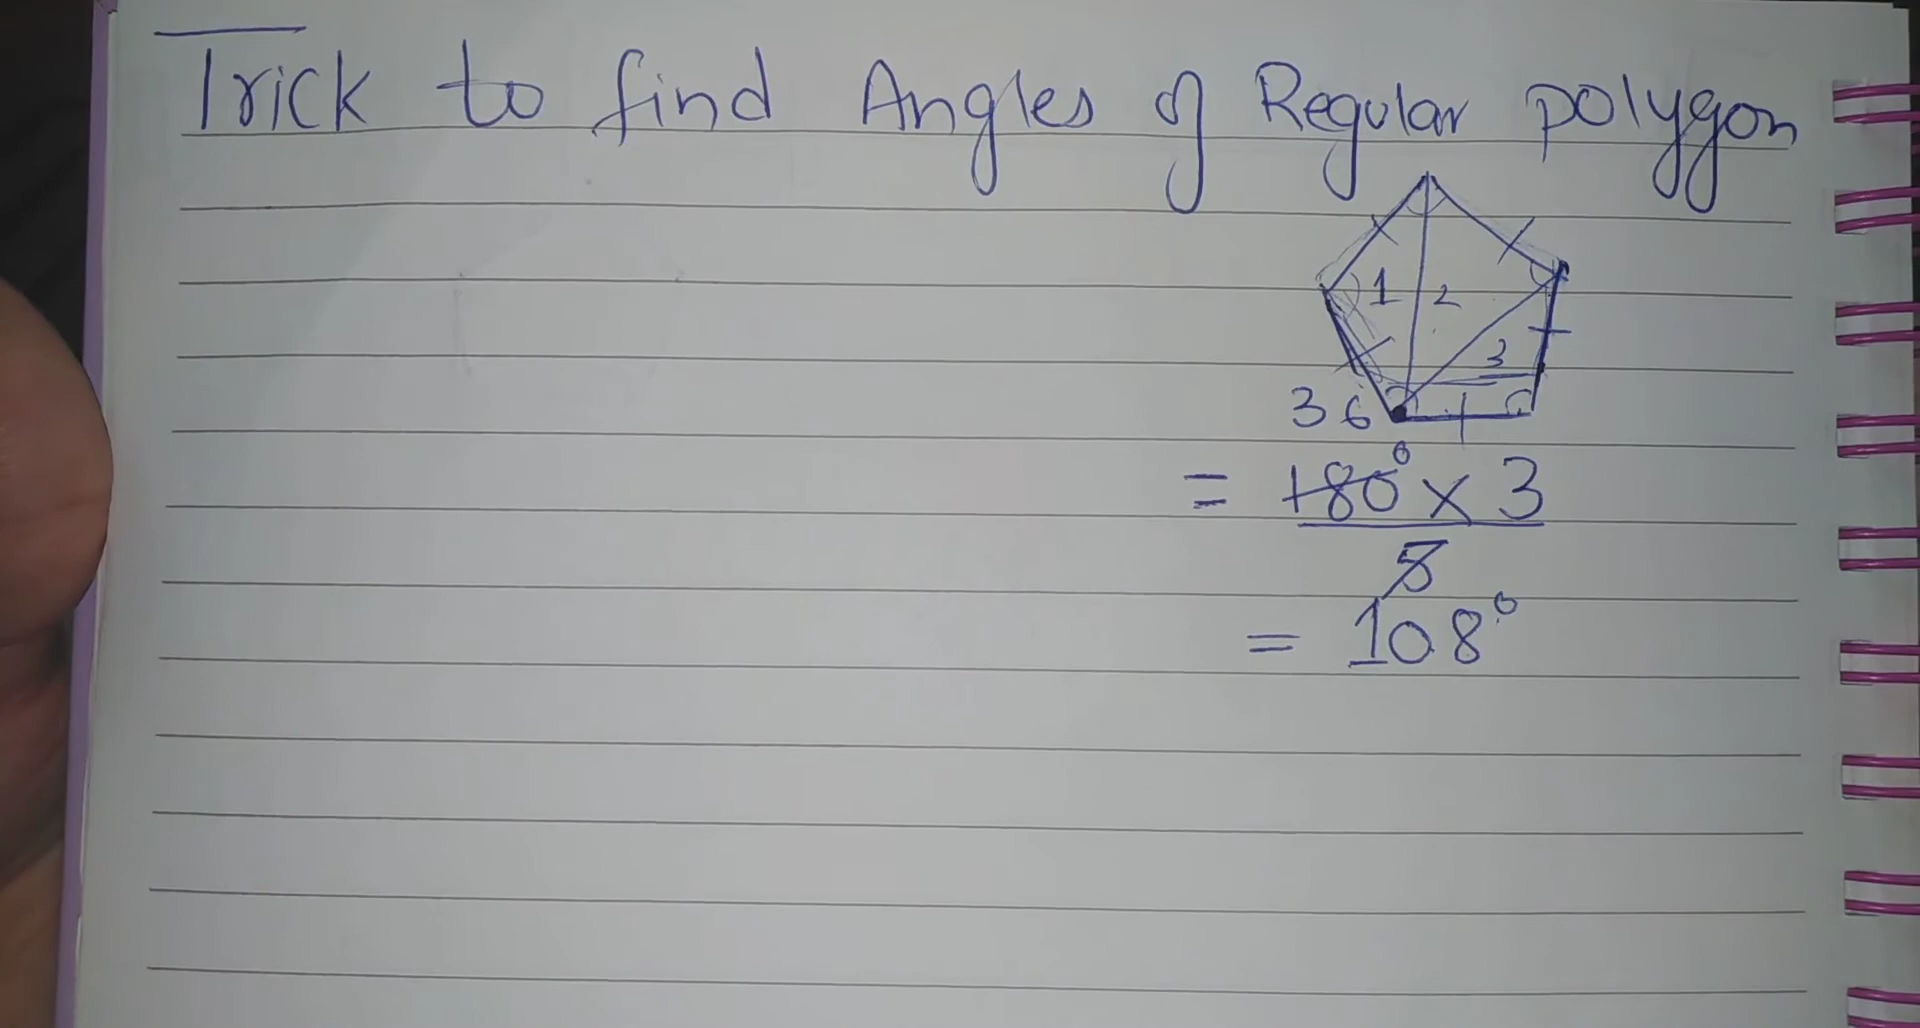 Trick to find Angles of Regular polygon
1 2
3
36
= 180° x 3
5
= 108°